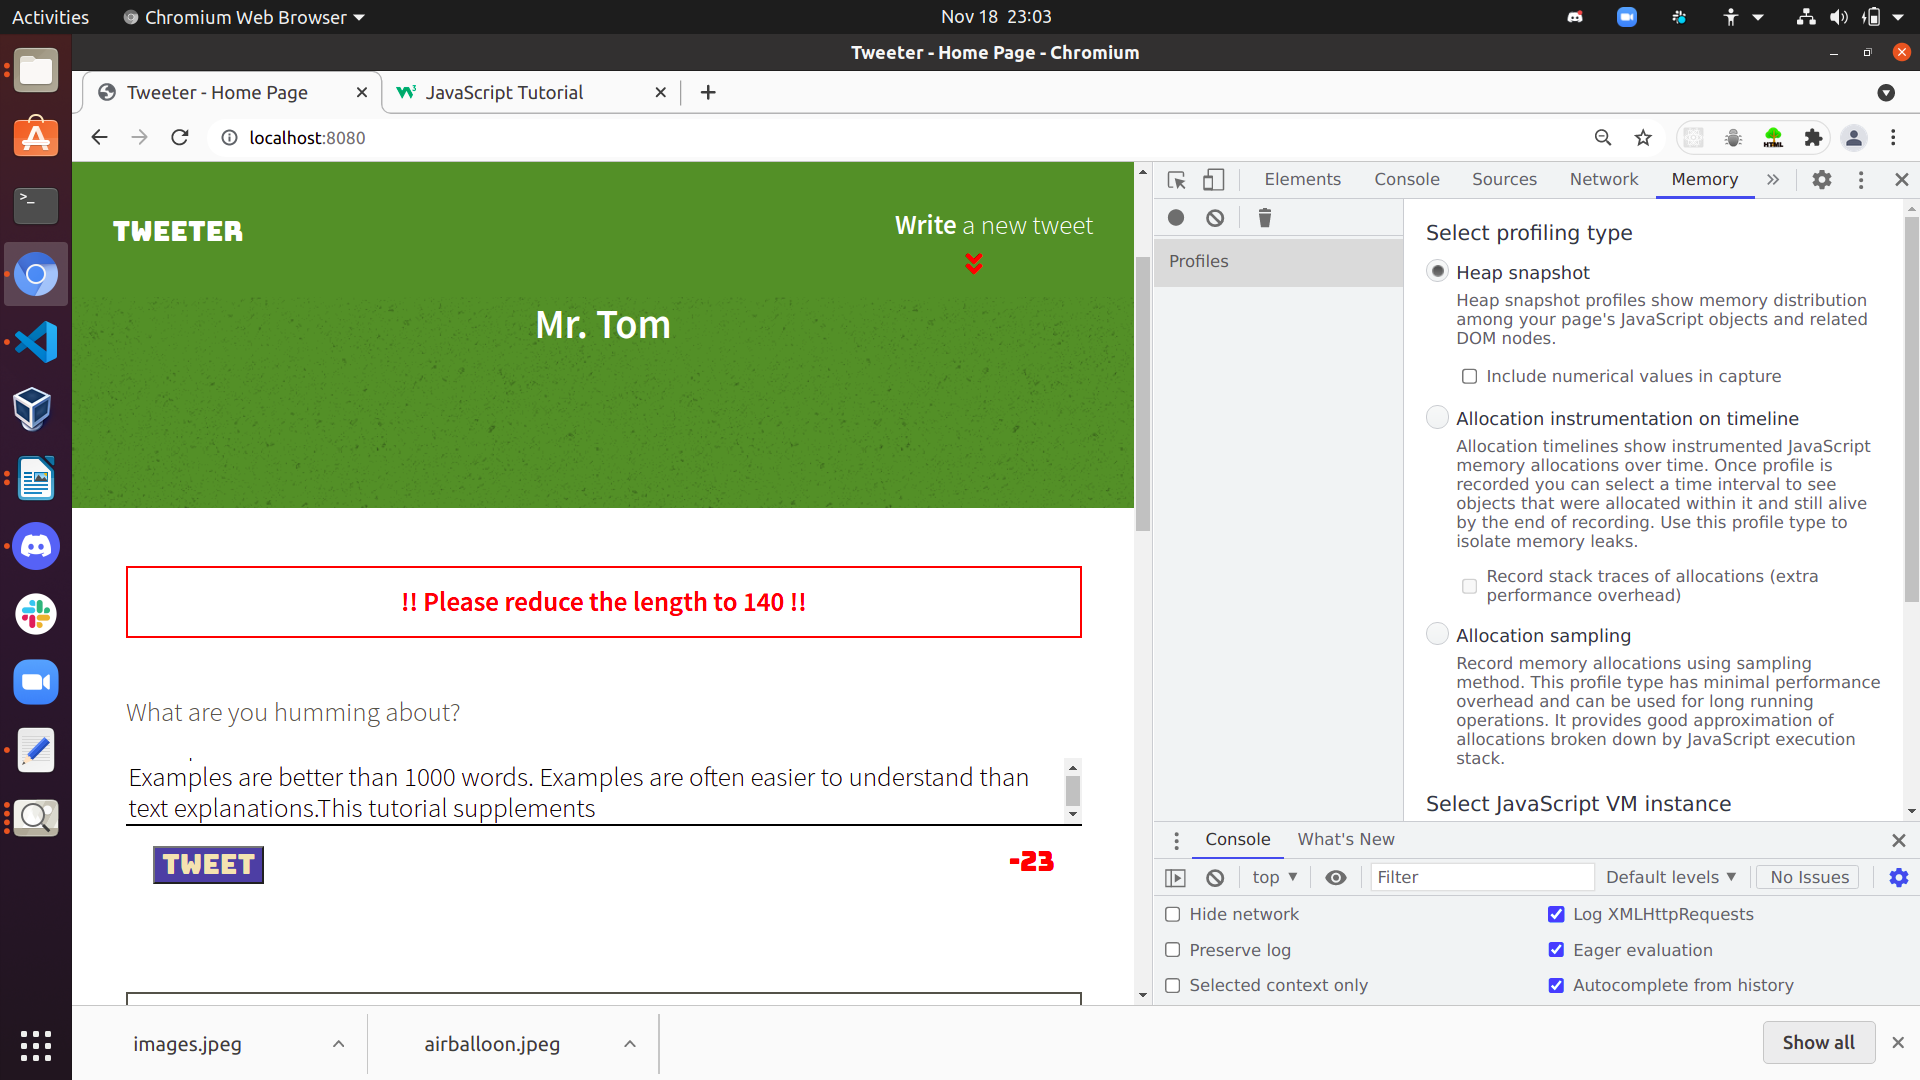 Activities
Chromium Web Browser
Nov 18 23:03
Tweeter - Home Page - Chromium
Tweeter - Home Page
JavaScript Tutorial
localhost:8080
HTML
TWEETER
Write a new tweet
Mr. Tom
!! Please reduce the length to 140 !!
What are you humming about?
Examples are better than 1000 words. Examples are often easier to understand than
text explanations.This tutorial supplements
TWEET
-23
Elements
Console
Sources
Network
Memory
Profiles
Select profiling type
Heap snapshot
Heap snapshot profiles show memory distribution
among your page's JavaScript objects and related
DOM nodes.
Include numerical values in capture
Allocation instrumentation on timeline
Allocation timelines show instrumented JavaScript
memory allocations over time. Once profile is
recorded you can select a time interval to see
objects that were allocated within it and still alive
by the end of recording. Use this profile type to
isolate memory leaks.
Record stack traces of allocations (extra
performance overhead)
Allocation sampling
Record memory allocations using sampling
method. This profile type has minimal performance
overhead and can be used for long running
operations. It provides good approximation of
allocations broken down by JavaScript execution
stack.
Select JavaScript VM instance
Console
What's New
top
Filter
Default levels
No Issues
Hide network
Log XMLHttpRequests
Preserve log
Eager evaluation
Selected context only
Autocomplete from history
images.jpeg
airballoon.jpeg
Show all